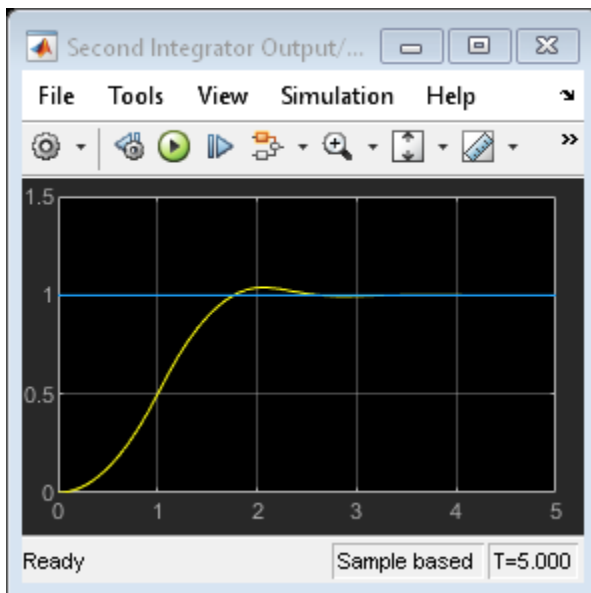 Second Integrator Output/...
File Tools View Simulation Help
1.5
1
0.5
0
0 1 2 3 4 5
Ready Sample based T=5.000